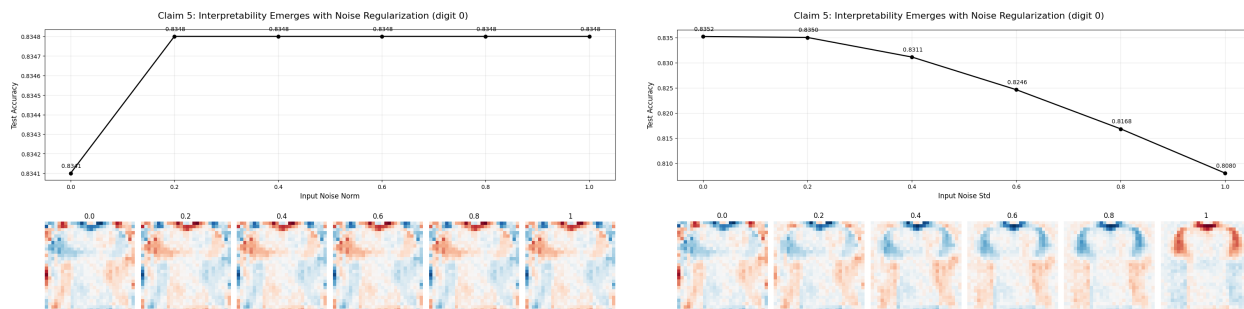 Claim 5: Interpretability Emerges with Noise Regularization (digit 0)
0.8348 0.8348 0.8348 0.8348 0.8348
0.8341
Test Accuracy
0.8348
0.8347
0.8346
0.8345
0.8344
0.8343
0.8342
0.8341
0.0 0.2 0.4 0.6 0.8 1.0
Input Noise Norm
0.0 0.2 0.4 0.6 0.8 1
Claim 5: Interpretability Emerges with Noise Regularization (digit 0)
0.8352 0.8350 0.8311 0.8246 0.8168 0.8080
Test Accuracy
0.835
0.830
0.825
0.820
0.815
0.810
0.0 0.2 0.4 0.6 0.8 1.0
Input Noise Std
0.0 0.2 0.4 0.6 0.8 1